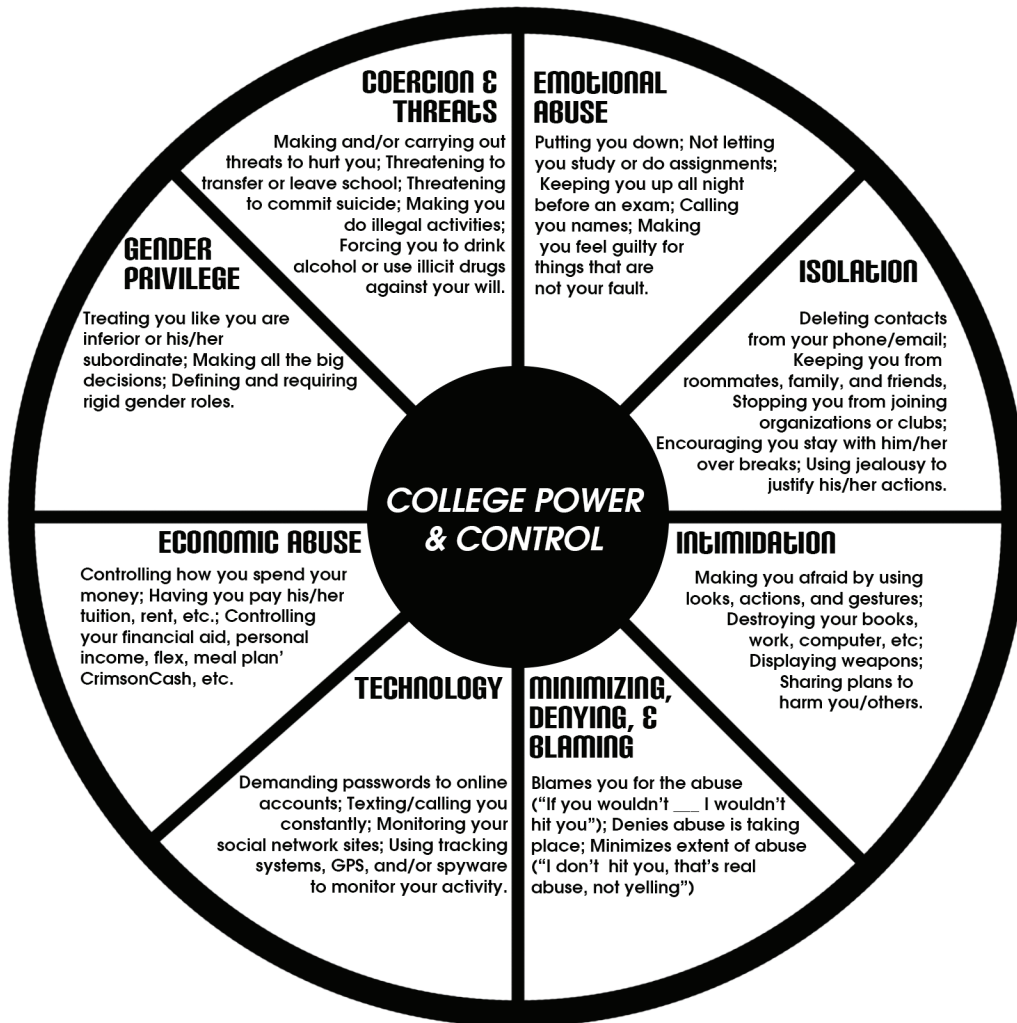 COERCION &
THREATS
Making and/or carrying out
threats to hurt you; Threatening to
transfer or leave school; Threatening
to commit suicide; Making you
do illegal activities;
Forcing you to drink
alcohol or use illicit drugs
against your will.
EMOTIONAL
ABUSE
Putting you down; Not letting
you study or do assignments;
Keeping you up all night
before an exam; Calling
you names; Making
you feel guilty for
things that are
not your fault.
GENDER
PRIVILEGE
Treating you like you are
inferior or his/her
subordinate; Making all the big
decisions; Defining and requiring
rigid gender roles.
ISOLATION
Deleting contacts
from your phone/email;
Keeping you from
roommates, family, and friends,
Stopping you from joining
organizations or clubs;
Encouraging you stay with him/her
over breaks; Using jealousy to
justify his/her actions.
COLLEGE POWER
& CONTROL
ECONOMIC ABUSE
Controlling how you spend your
money; Having you pay his/her
tuition, rent, etc.; Controlling
your financial aid, personal
income, flex, meal plan'
CrimsonCash, etc.
INTIMIDATION
Making you afraid by using
looks, actions, and gestures;
Destroying your books,
work, computer, etc;
Displaying weapons;
Sharing plans to
harm you/others.
TECHNOLOGY
Demanding passwords to online
accounts; Texting/calling you
constantly; Monitoring your
social network sites; Using tracking
systems, GPS, and/or spyware
to monitor your activity.
MINIMIZING,
DENYING, &
BLAMING
Blames you for the abuse
("If you wouldn't ___ I wouldn't
hit you"); Denies abuse is taking
place; Minimizes extent of abuse
("I don't hit you, that's real
abuse, not yelling")